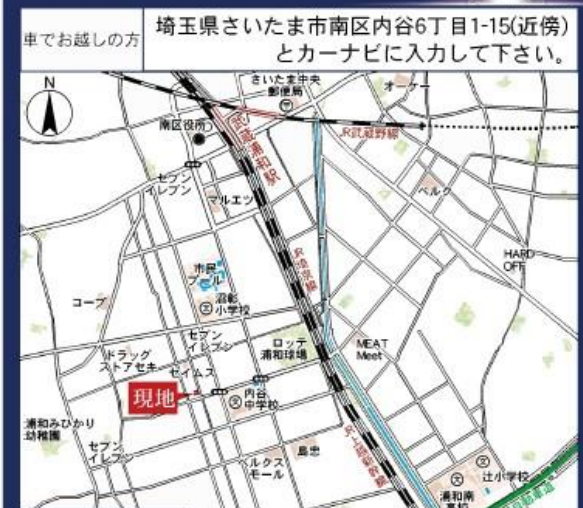 車でお越しの方
埼玉県さいたま市南区内谷6丁目1-15(近傍)
とカーナビに入力して下さい。
N
さいたま中央
郵便局
オーケー
南区役所
武蔵浦和駅
JR武蔵野線
セブン
イレブン
マルエツ
ベルク
JR埼京線
市民
プール
HARD
OFF
コープ
沼影
小学校
セブン
イレブン
ロッテ
浦和球場
MEAT
Meet
ドラッグ
ストアセキ
セイムス
現地
内谷
中学校
浦和みひかり
幼稚園
セブン
イレブン
ベルクス
モール
島忠
JR上越新幹線
辻小学校
浦和南
高校
自動車道